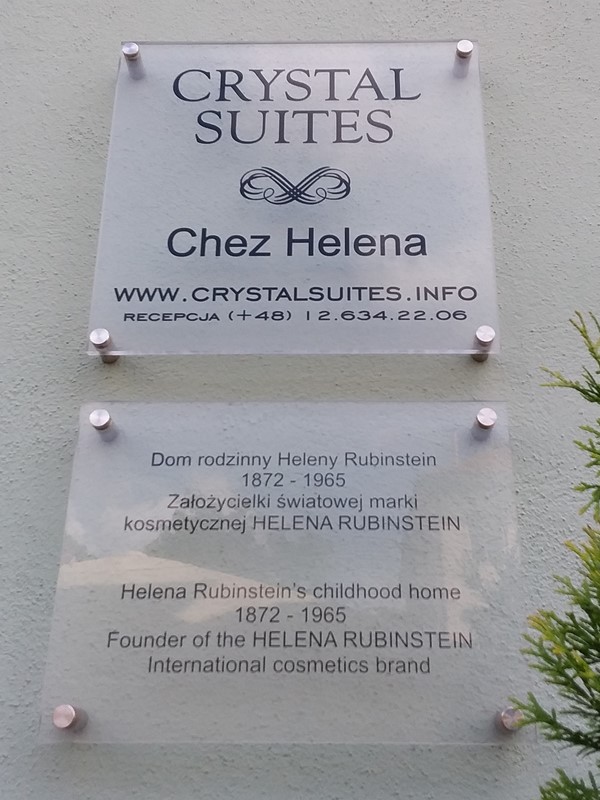 CRYSTAL
SUITES
Chez Helena
WWW.CRYSTALSUITES.INFO
RECEPCJA (+48) 12.634.22.06
Dom rodzinny Heleny Rubinstein
1872 - 1965
Założycielki światowej marki
kosmetycznej HELENA RUBINSTEIN
Helena Rubinstein's childhood home
1872 - 1965
Founder of the HELENA RUBINSTEIN
International cosmetics brand